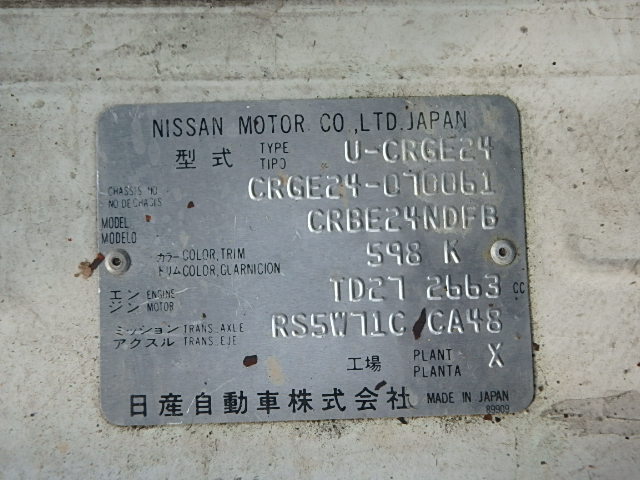 NISSAN MOTOR CO.,LTD.JAPAN
型式 TYPE TIPO U-CRGE24
CHASSIS NO NO DE CHASIS CRGE24-070061
MODEL MODELO CRBE24NDFB
カラー トリム COLOR,TRIM COLOR,GLARNICION 598 K
エンジン ENGINE MOTOR TD27 2663 CC
ミッション アクスル TRANS.AXLE TRANS.EJE RS5W71C CA48
工場 PLANT PLANTA X
日産自動車株式会社 MADE IN JAPAN
89909